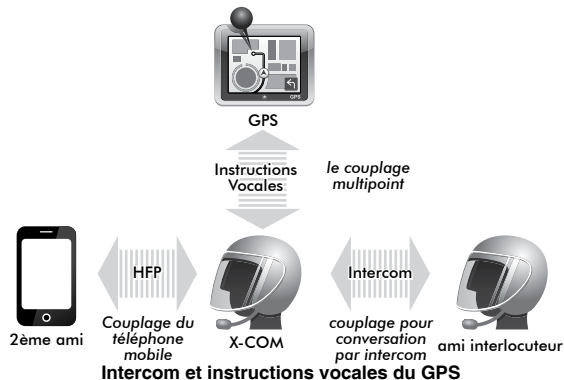 GPS
GPS
Instructions
Vocales
le couplage
multipoint
HFP
Intercom
2ème ami
Couplage du
téléphone
mobile
X-COM
couplage pour
conversation
par intercom
ami interlocuteur
Intercom et instructions vocales du GPS